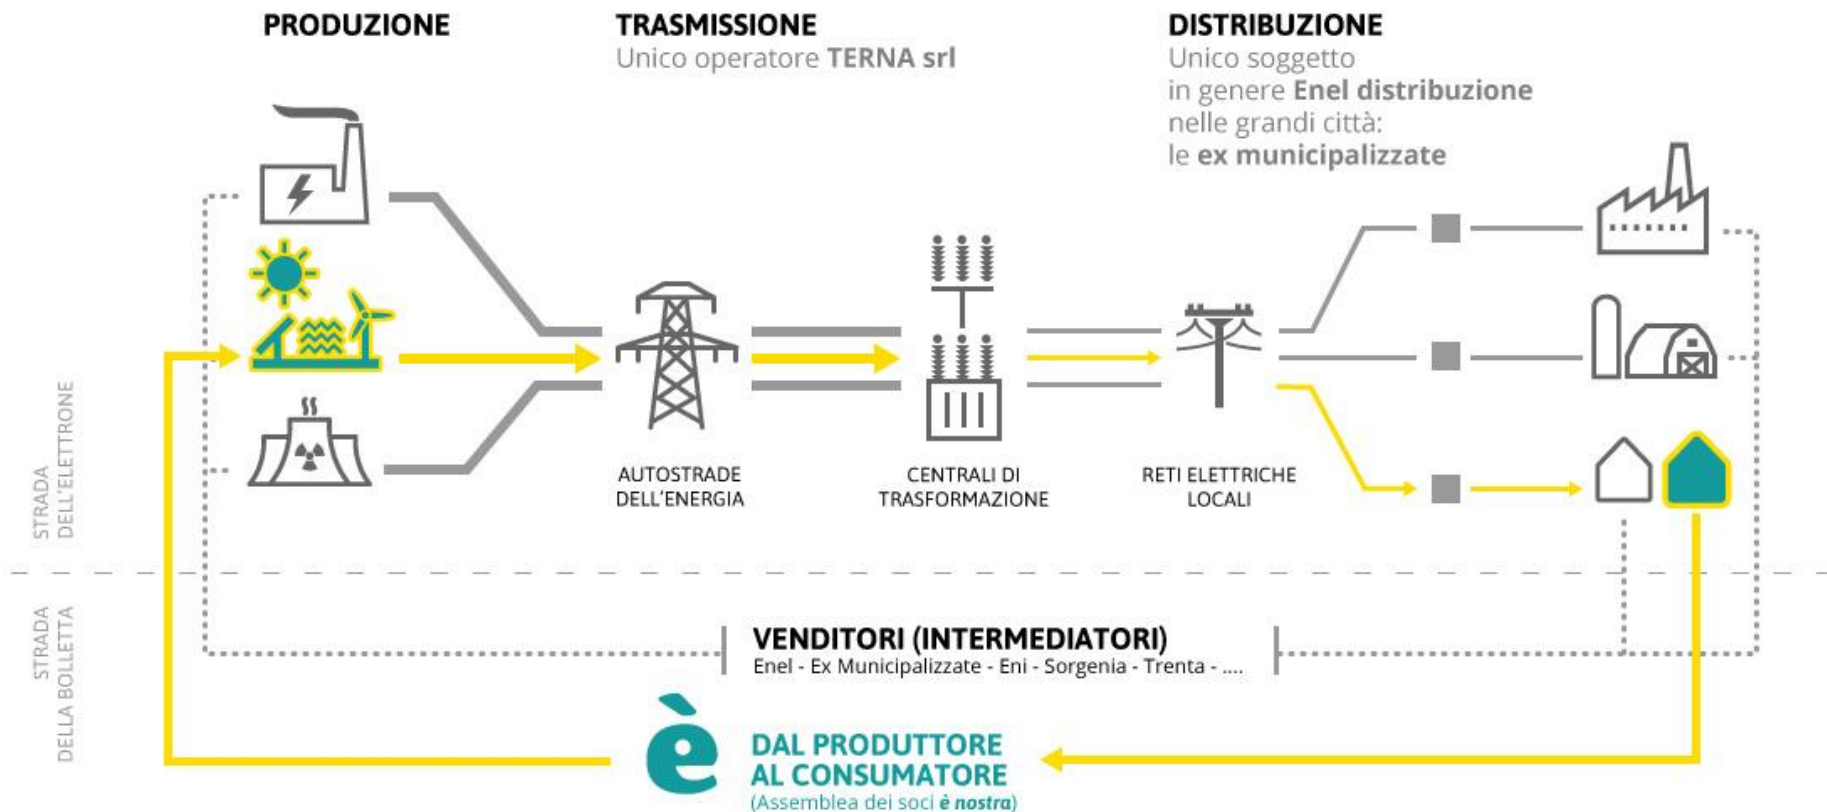 PRODUZIONE
TRASMISSIONE
Unico operatore TERNA srl
DISTRIBUZIONE
Unico soggetto
in genere Enel distribuzione
nelle grandi città:
le ex municipalizzate
STRADA
DELL'ELETTRONE
AUTOSTRADE
DELL'ENERGIA
CENTRALI DI
TRASFORMAZIONE
RETI ELETTRICHE
LOCALI
STRADA
DELLA BOLLETTA
VENDITORI (INTERMEDIATORI)
Enel - Ex Municipalizzate - Eni - Sorgenia - Trenta - ....
è
DAL PRODUTTORE
AL CONSUMATORE
(Assemblea dei soci è nostra)